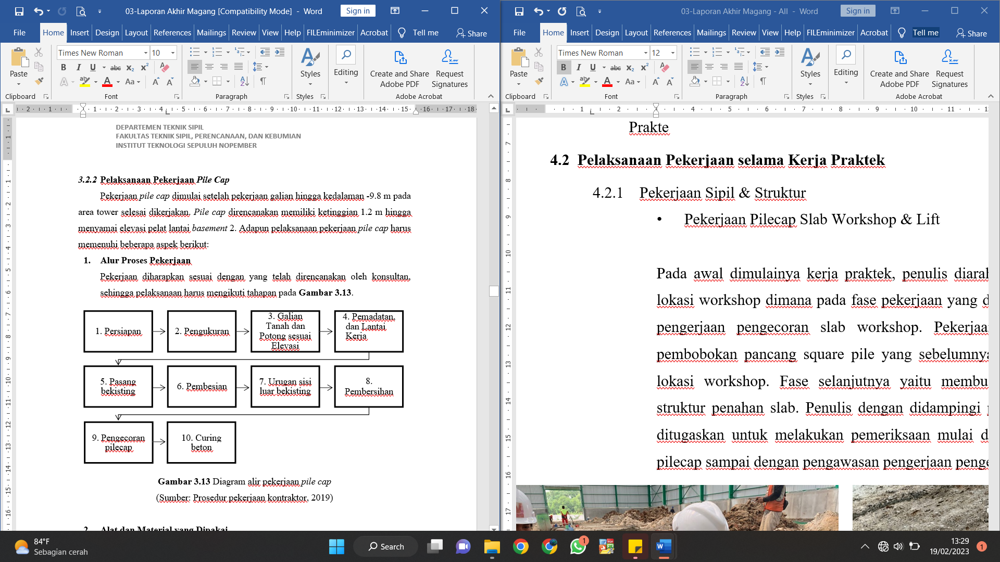 03-Laporan Akhir Magang [Compatibility Mode] - Word
Sign in
File Home Insert Design Layout References Mailings Review View Help FILEminimizer Acrobat Tell me Share
Times New Roman 10
Paste
Styles
Editing
Create and Share
Adobe PDF
Request
Signatures
Clipboard Font Paragraph Styles Adobe Acrobat
DEPARTEMEN TEKNIK SIPIL
FAKULTAS TEKNIK SIPIL, PERENCANAAN, DAN KEBUMIAN
INSTITUT TEKNOLOGI SEPULUH NOPEMBER
3.2.2 Pelaksanaan Pekerjaan Pile Cap
Pekerjaan pile cap dimulai setelah pekerjaan galian hingga kedalaman -9.8 m pada
area tower selesai dikerjakan. Pile cap direncanakan memiliki ketinggian 1.2 m hingga
menyamai elevasi pelat lantai basement 2. Adapun pelaksanaan pekerjaan pile cap harus
memenuhi beberapa aspek berikut:
1. Alur Proses Pekerjaan
Pekerjaan diharapkan sesuai dengan yang telah direncanakan oleh konsultan,
sehingga pelaksanaan harus mengikuti tahapan pada Gambar 3.13.
1. Persiapan
2. Pengukuran
3. Galian
Tanah dan
Potong sesuai
Elevasi
4. Pemadatan,
dan Lantai
Kerja
5. Pasang
bekisting
6. Pembesian
7. Urugan sisi
luar bekisting
8.
Pembersihan
9. Pengecoran
pilecap
10. Curing
beton
Gambar 3.13 Diagram alir pekerjaan pile cap
(Sumber: Prosedur pekerjaan kontraktor, 2019)
2. Alat dan Material yang Dipakai
03-Laporan Akhir Magang - All - Word
Sign in
File Home Insert Design Layout References Mailings Review View Help FILEminimizer Acrobat Tell me Share
Times New Roman 12
Paste
Styles
Editing
Create and Share
Adobe PDF
Request
Signatures
Clipboard Font Paragraph Styles Adobe Acrobat
Prakte
4.2 Pelaksanaan Pekerjaan selama Kerja Praktek
4.2.1 Pekerjaan Sipil & Struktur
• Pekerjaan Pilecap Slab Workshop & Lift
Pada awal dimulainya kerja praktek, penulis diarah
lokasi workshop dimana pada fase pekerjaan yang d
pengerjaan pengecoran slab workshop. Pekerjaa
pembobokan pancang square pile yang sebelumnya
lokasi workshop. Fase selanjutnya yaitu membu
struktur penahan slab. Penulis dengan didampingi
ditugaskan untuk melakukan pemeriksaan mulai d
pilecap sampai dengan pengawasan pengerjaan penge
84°F
Sebagian cerah
Search
1
13:29
19/02/2023
1